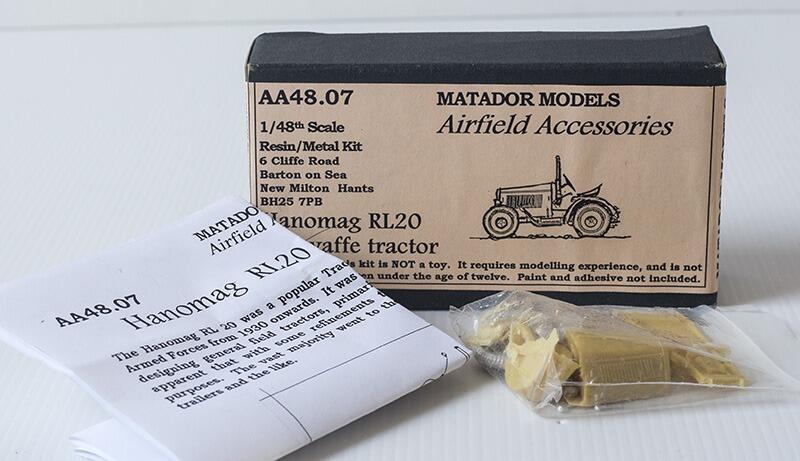 AA48.07
1/48th Scale
Resin/Metal Kit
6 Cliffe Road
Barton on Sea
New Milton Hants
BH25 7PB
MATADOR MODELS
Airfield Accessories
Hanomag RL20
waffe tractor
kit is NOT a toy. It requires modelling experience, and is not
under the age of twelve. Paint and adhesive not included.
MATADOR
Airfield
AA48.07
Hanomag RL20
The Hanomag RL 20 was a popular
Armed Forces from 1930 onwards. It was
designing general field tractors,
apparent that with some refinements
purposes. The vast majority went to the
trailers and the like.